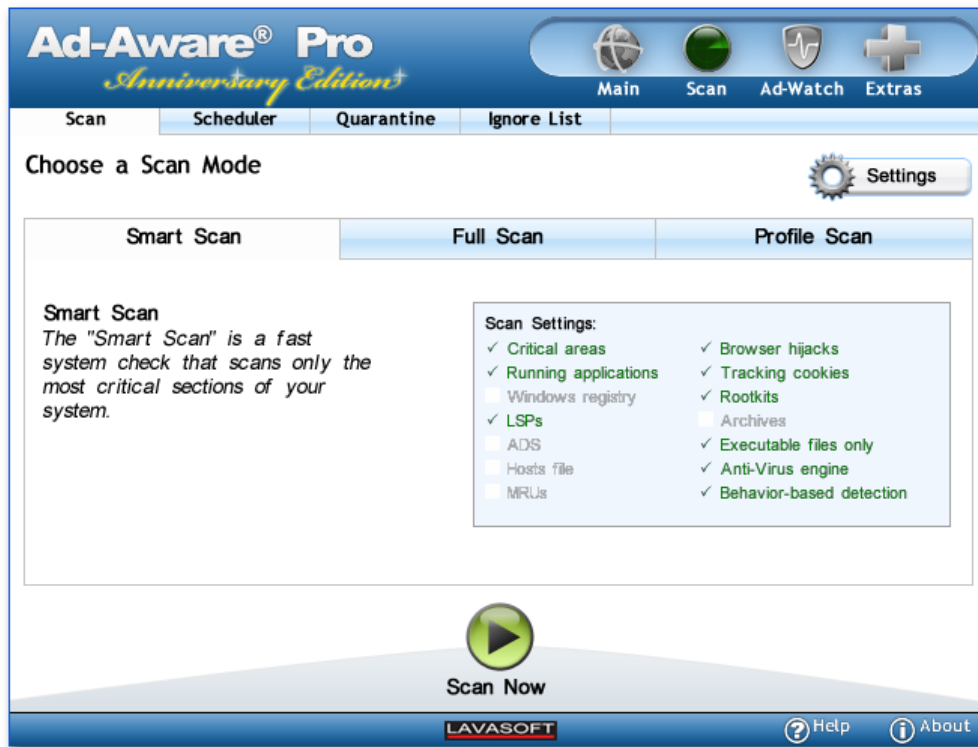 Ad-Aware® Pro
Anniversary Edition
Main Scan Ad-Watch Extras
Scan Scheduler Quarantine Ignore List
Choose a Scan Mode
Settings
Smart Scan Full Scan Profile Scan
Smart Scan
The "Smart Scan" is a fast
system check that scans only the
most critical sections of your
system.
Scan Settings:
Critical areas
Running applications
Windows registry
LSPs
ADS
Hosts file
MRUs
Browser hijacks
Tracking cookies
Rootkits
Archives
Executable files only
Anti-Virus engine
Behavior-based detection
Scan Now
LAVASOFT
Help About